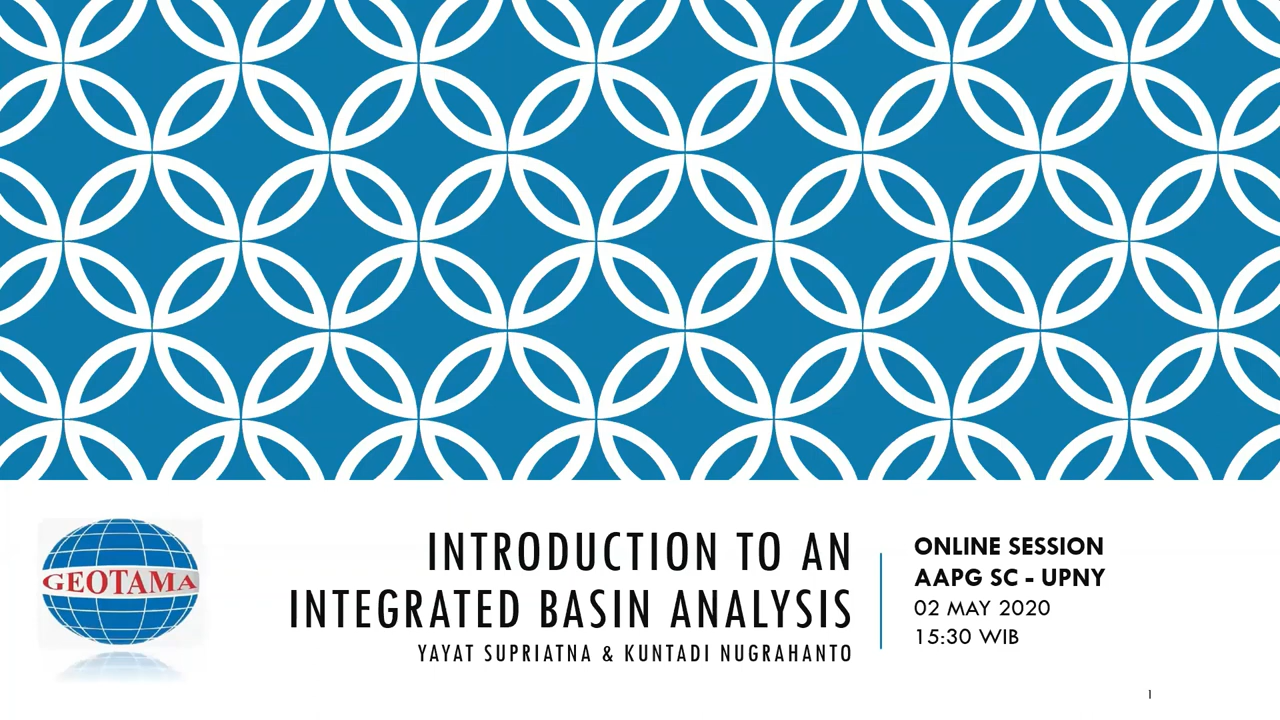 GEOTAMA
INTRODUCTION TO AN
INTEGRATED BASIN ANALYSIS
YAYAT SUPRIATNA & KUNTADI NUGRAHANTO
ONLINE SESSION
AAPG SC - UPNY
02 MAY 2020
15:30 WIB
1